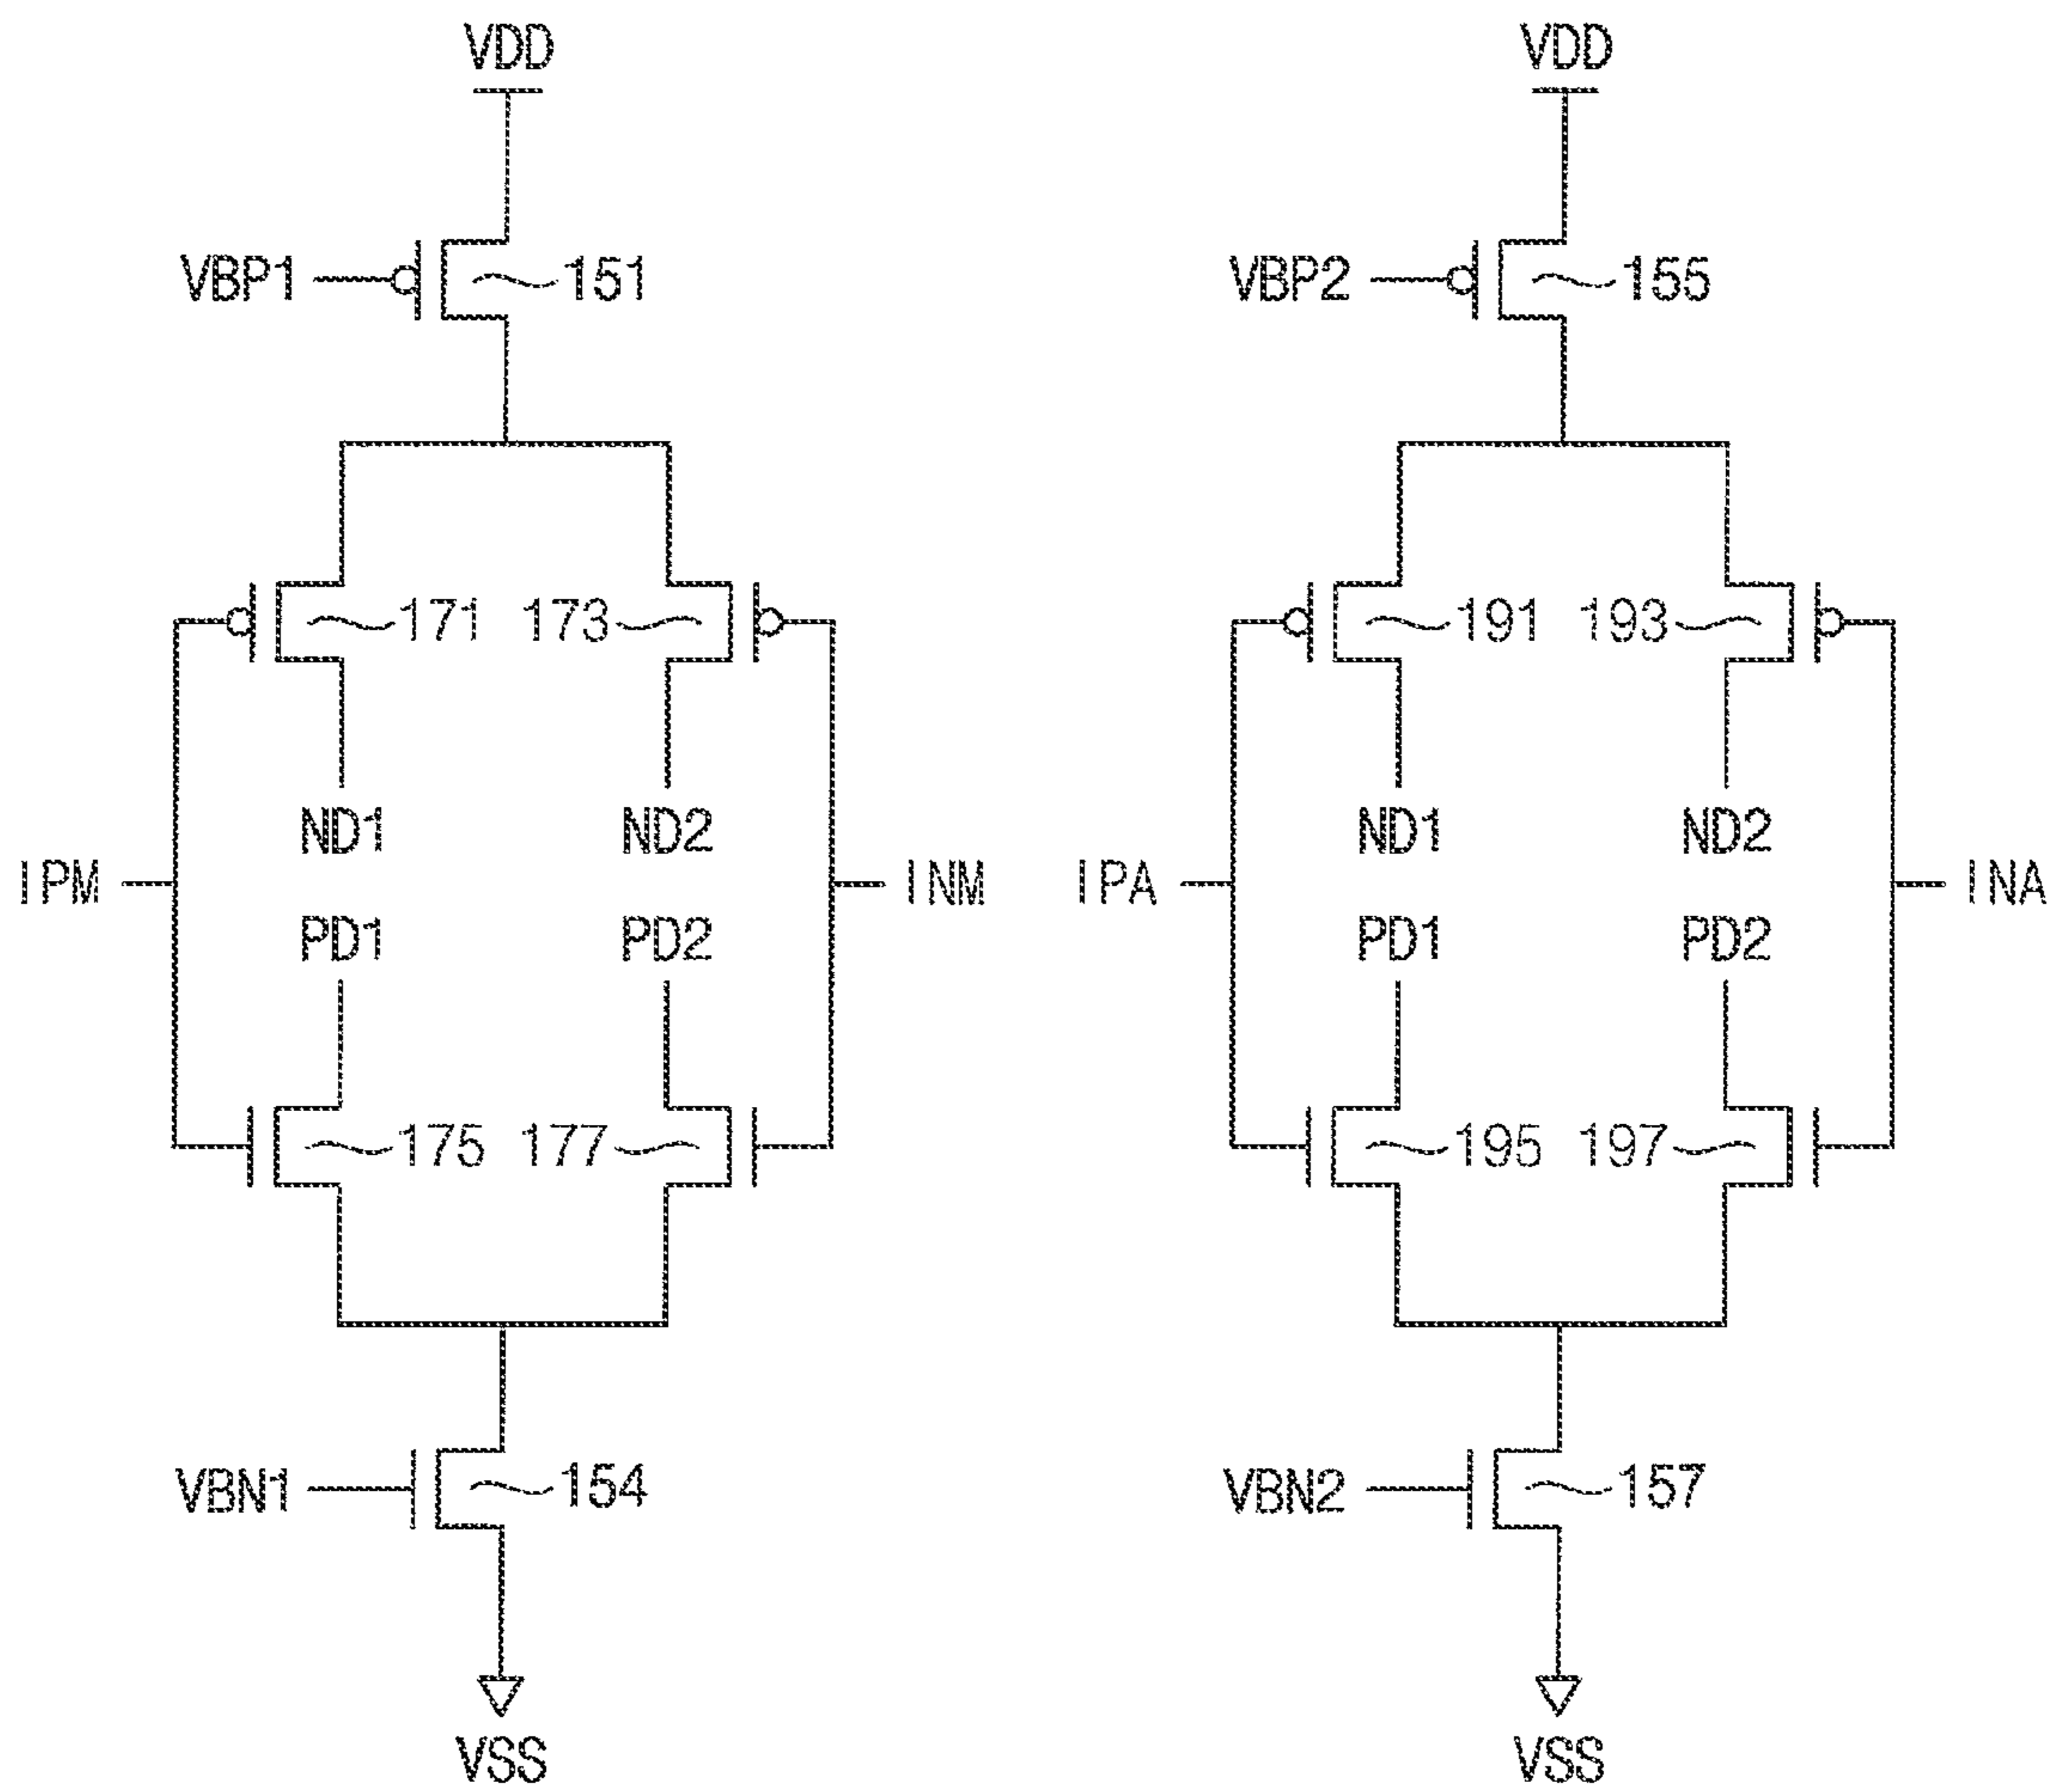 VDD
VDD
VBP1
151
VBP2
155
171
173
191
193
ND1
ND2
ND1
ND2
IPM
INM
IPA
INA
PD1
PD2
PD1
PD2
175
177
195
197
VBN1
154
VBN2
157
VSS
VSS